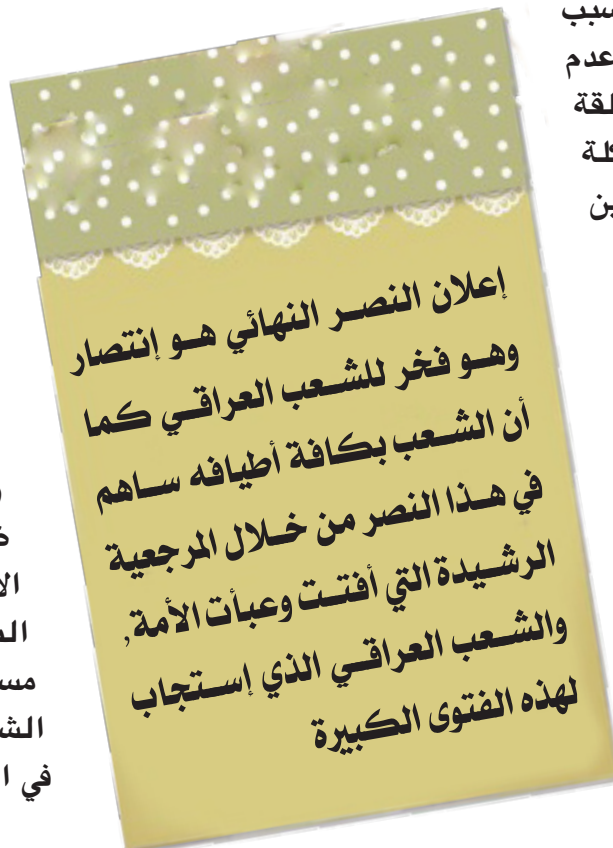 عدم
إعلان النصر النهائي هو إنتصار
وهو فخر للشعب العراقي كما
أن الشعب بكافة أطيافه ساهم
في هذا النصر من خلال المرجعية
الرشيدة التي أفتت وعبأت الأمة,
والشعب العراقي الذي إستجاب
لهذه الفتوى الكبيرة